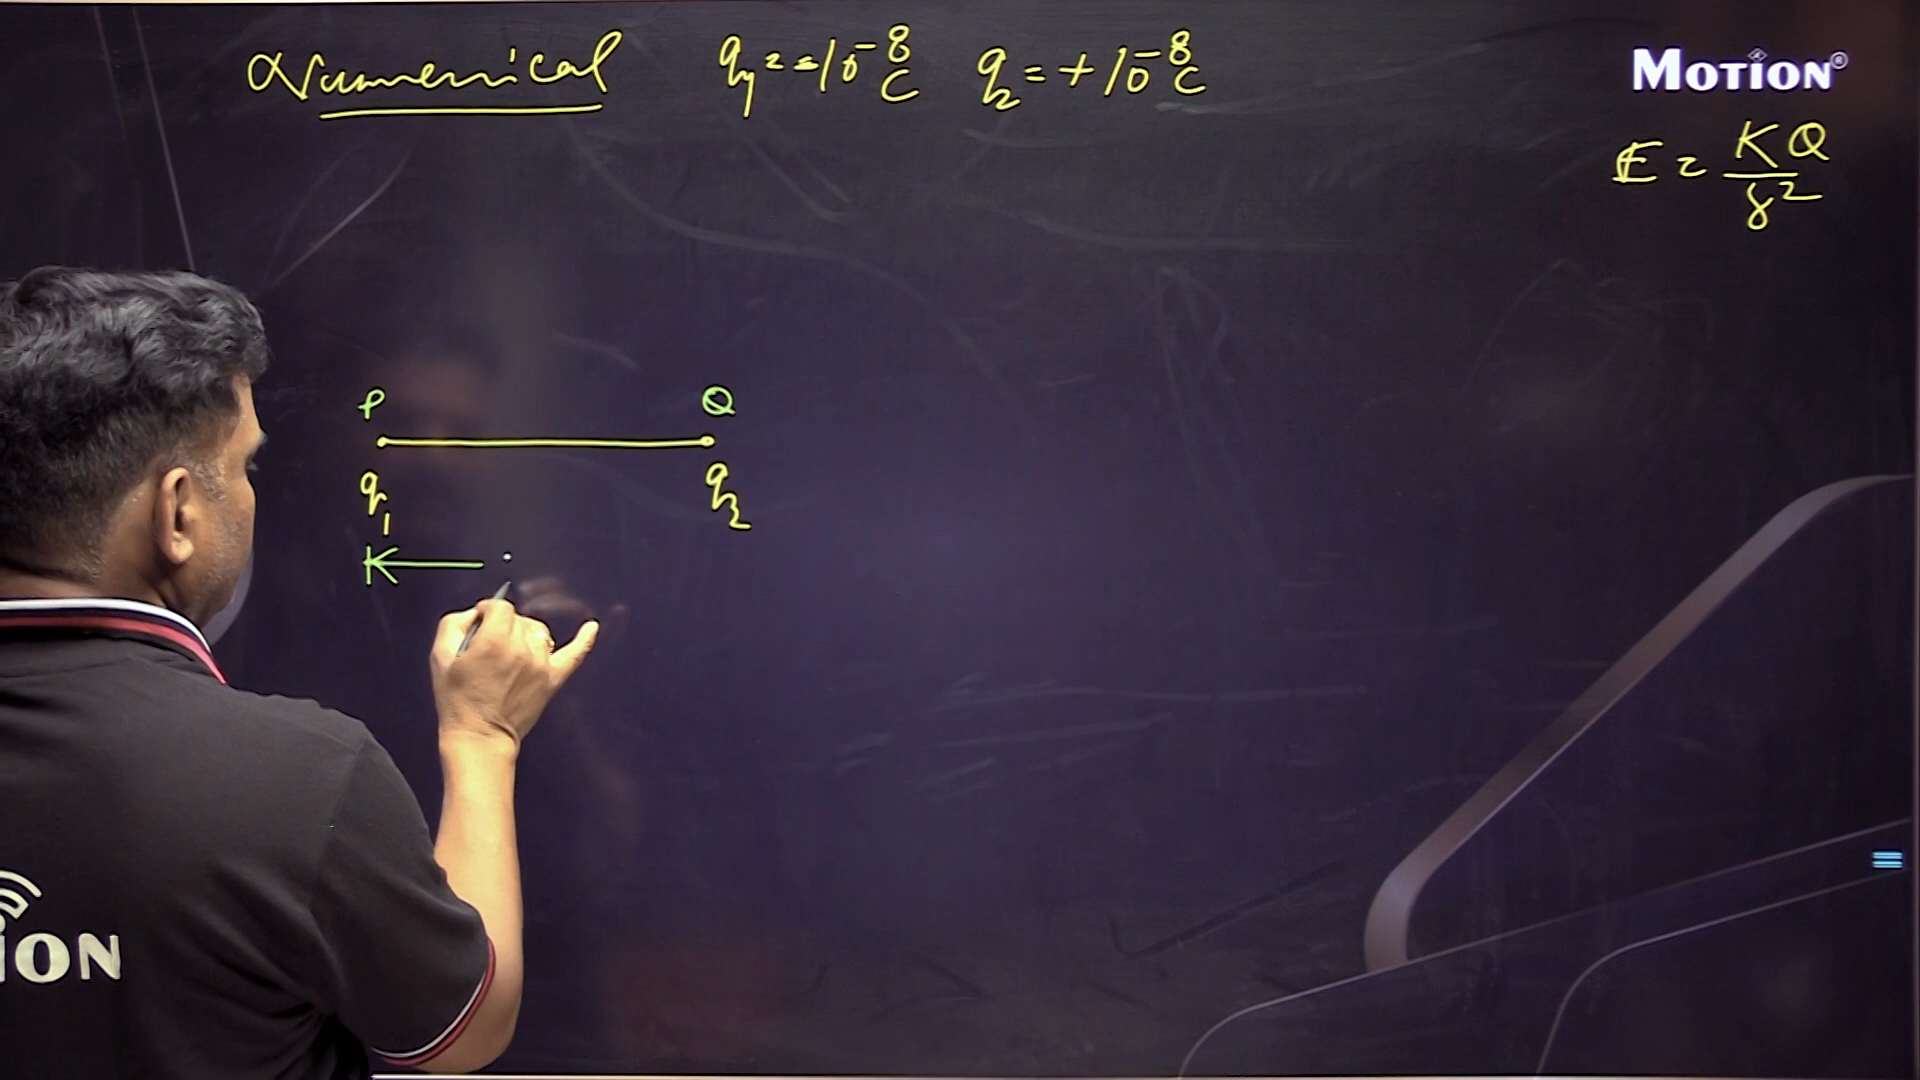 Numerical q₁ = -10⁻⁸ C q₂ = +10⁻⁸ C
MOTION®
E = KQ/r²
P Q
q₁ q₂
ION